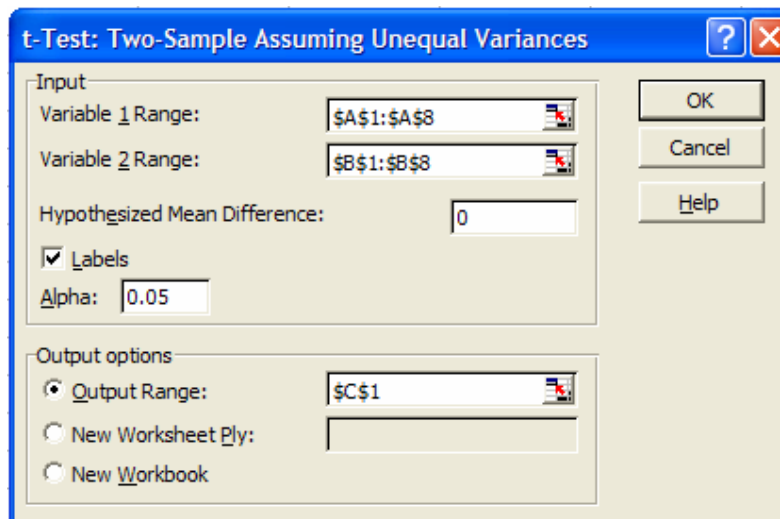 t-Test: Two-Sample Assuming Unequal Variances
Input
Variable 1 Range: $A$1:$A$8
Variable 2 Range: $B$1:$B$8
Hypothesized Mean Difference: 0
Labels
Alpha: 0.05
OK
Cancel
Help
Output options
Output Range: $C$1
New Worksheet Ply:
New Workbook